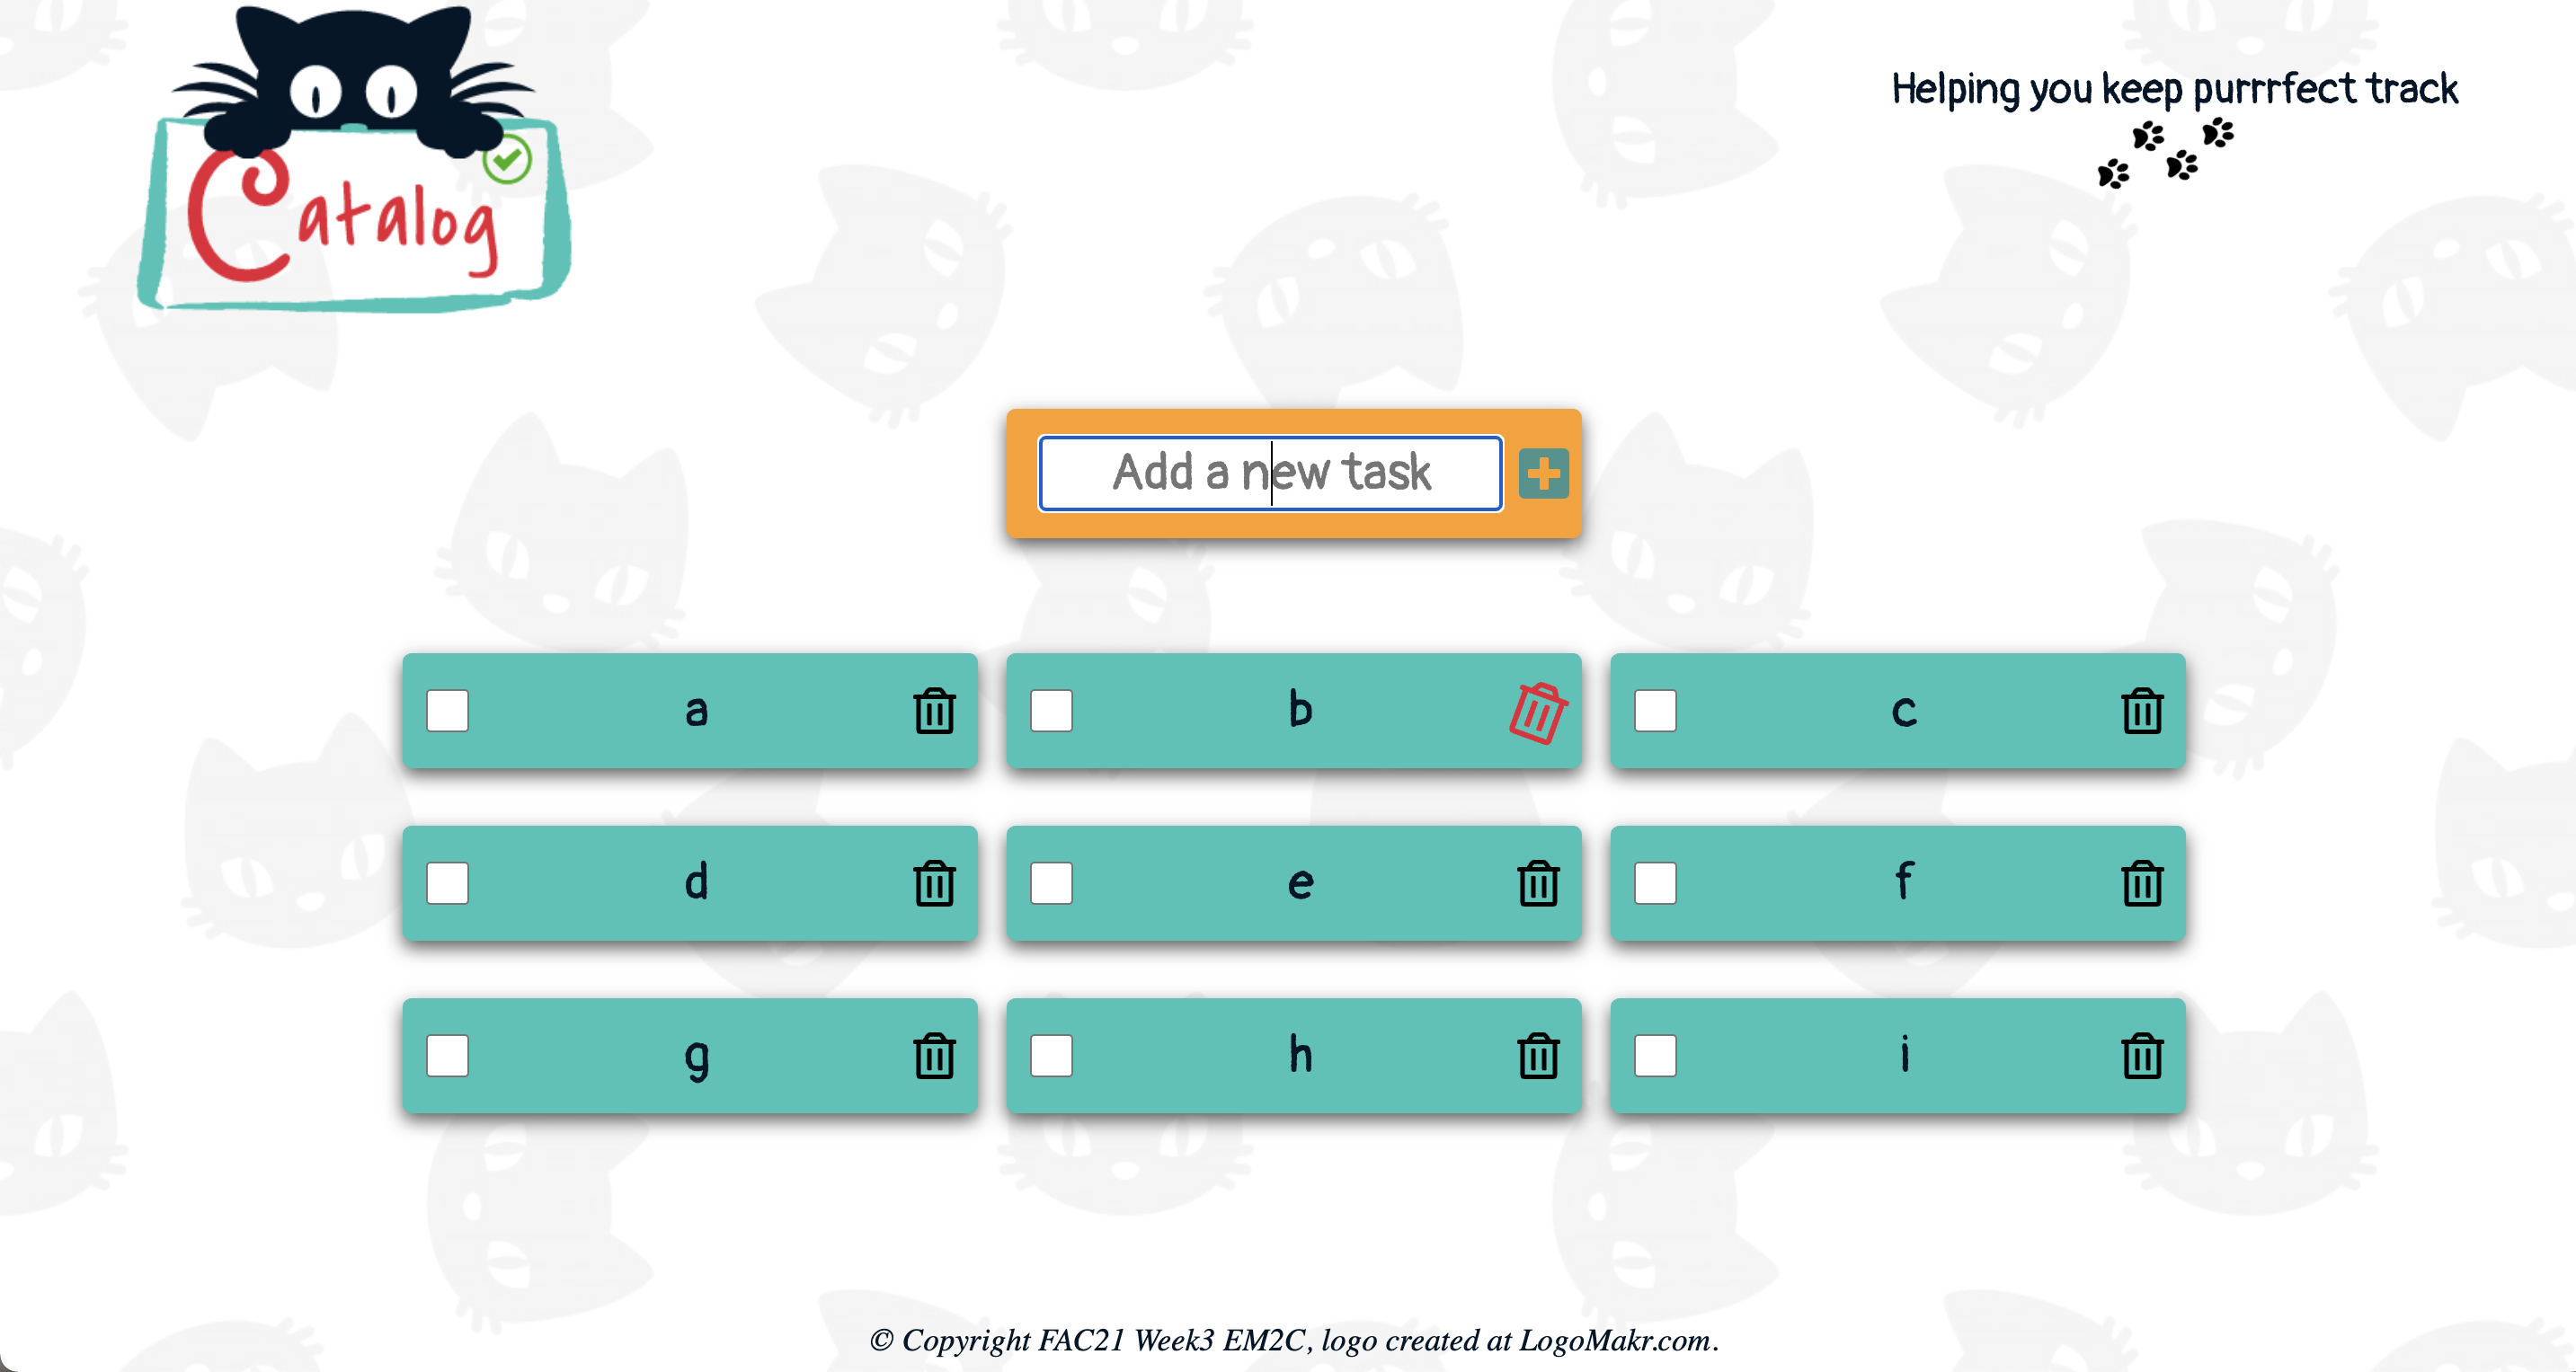 Catalog
Helping you keep purrrfect track
Add a new task
a
b
c
d
e
f
g
h
i
© Copyright FAC21 Week3 EM2C, logo created at LogoMakr.com.